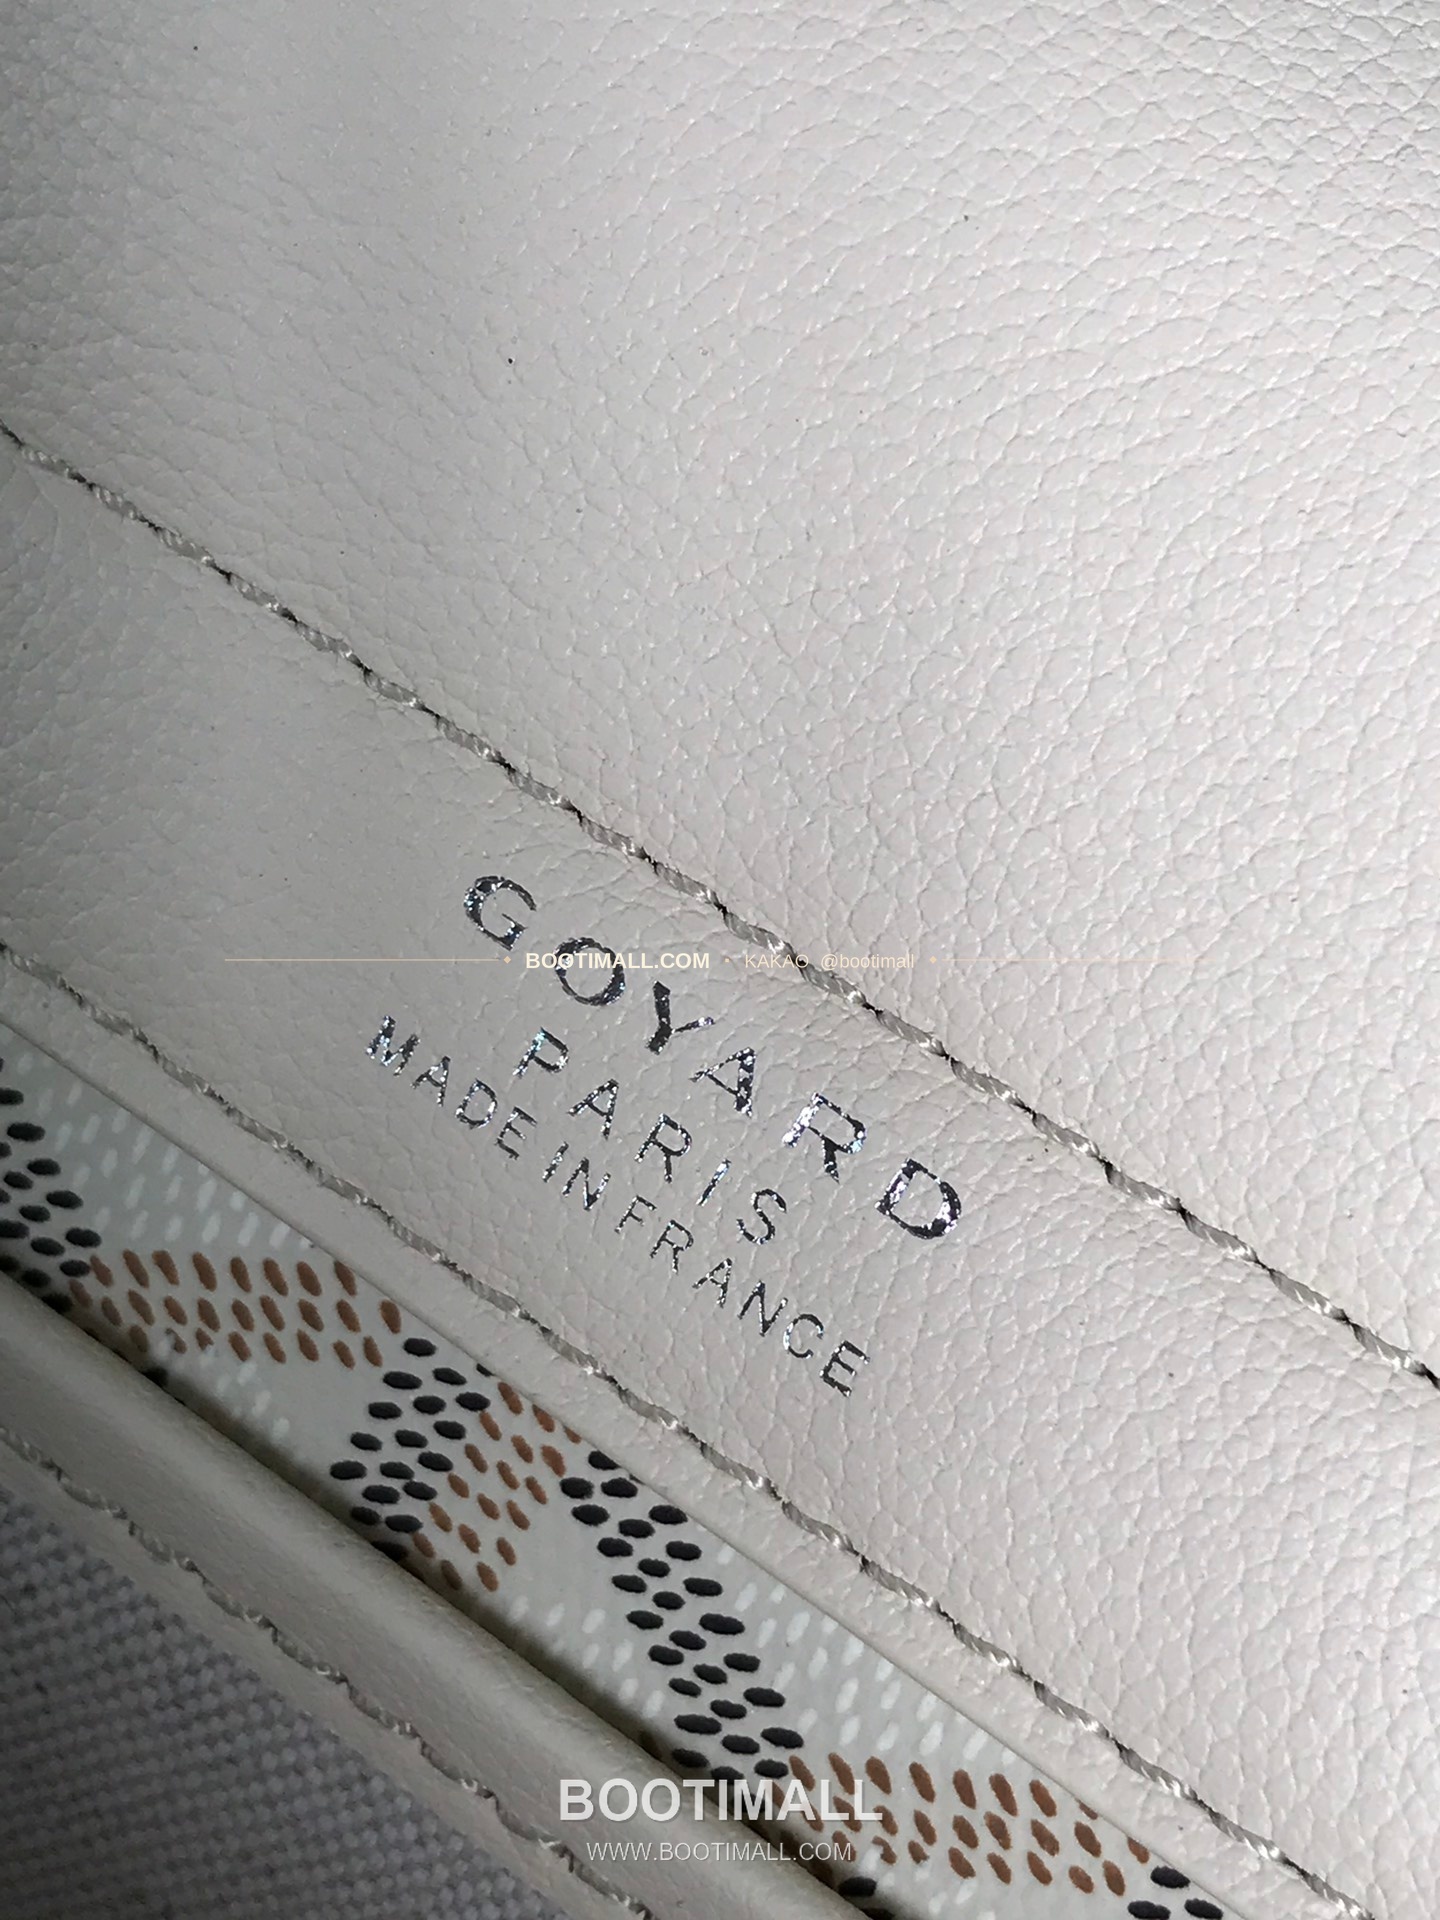 GOYARD
BOOTIMALL.COM • KAKAO @bootimall
PARIS
MADE IN FRANCE
BOOTIMALL
WWW.BOOTIMALL.COM